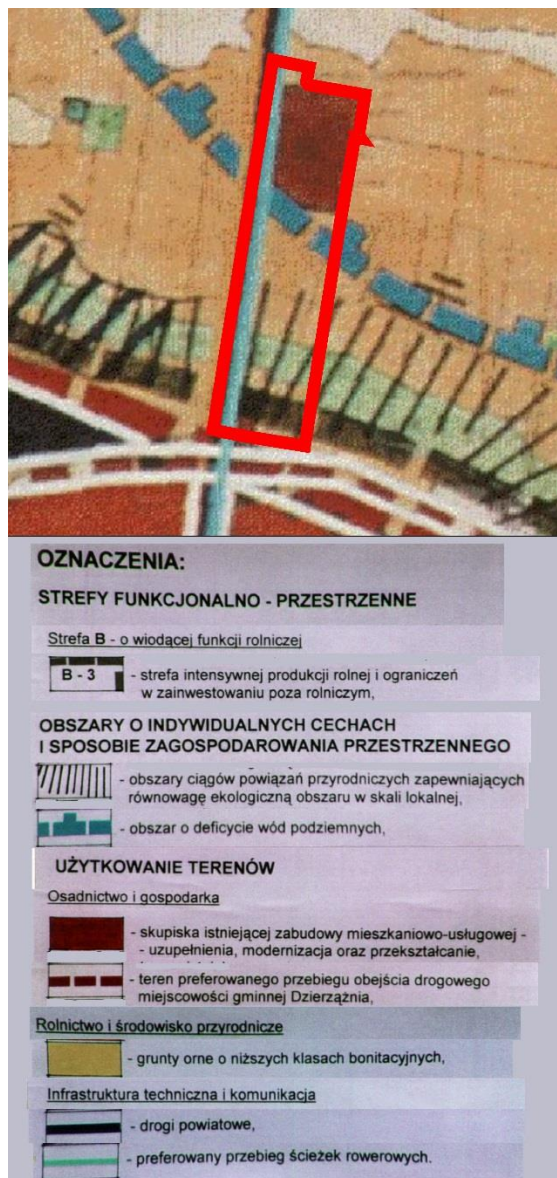 OZNACZENIA:
STREFY FUNKCJONALNO - PRZESTRZENNE
Strefa B - o wiodącej funkcji rolniczej
B - 3
- strefa intensywnej produkcji rolnej i ograniczeń
w zainwestowaniu poza rolniczym,
OBSZARY O INDYWIDUALNYCH CECHACH
I SPOSOBIE ZAGOSPODAROWANIA PRZESTRZENNEGO
- obszary ciągów powiązań przyrodniczych zapewniających
równowagę ekologiczną obszaru w skali lokalnej,
- obszar o deficycie wód podziemnych,
UŻYTKOWANIE TERENÓW
Osadnictwo i gospodarka
- skupiska istniejącej zabudowy mieszkaniowo-usługowej -
- uzupełnienia, modernizacja oraz przekształcanie,
- teren preferowanego przebiegu obejścia drogowego
miejscowości gminnej Dzierzążnia,
Rolnictwo i środowisko przyrodnicze
- grunty orne o niższych klasach bonitacyjnych,
Infrastruktura techniczna i komunikacja
- drogi powiatowe,
- preferowany przebieg ścieżek rowerowych.